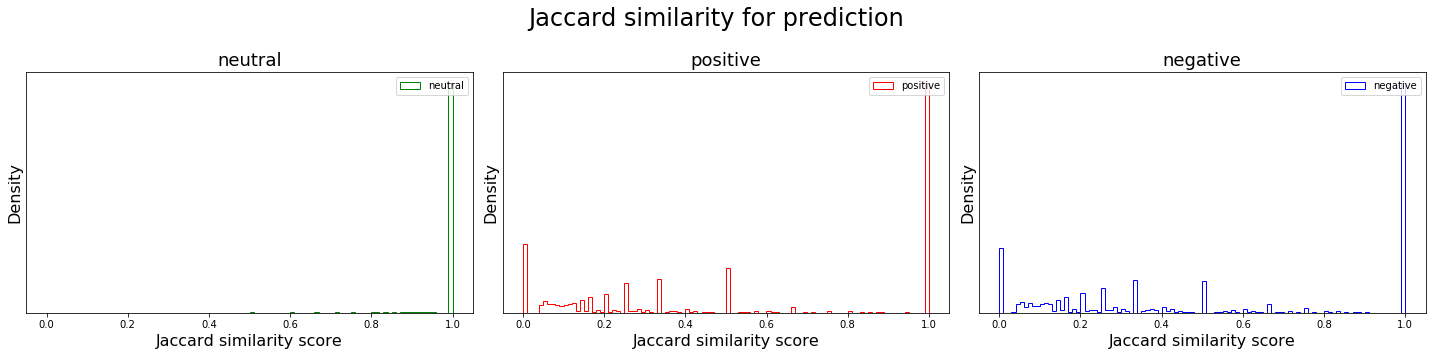 Jaccard similarity for prediction
neutral
neutral
Density
0.0 0.2 0.4 0.6 0.8 1.0
Jaccard similarity score
positive
positive
Density
0.0 0.2 0.4 0.6 0.8 1.0
Jaccard similarity score
negative
negative
Density
0.0 0.2 0.4 0.6 0.8 1.0
Jaccard similarity score